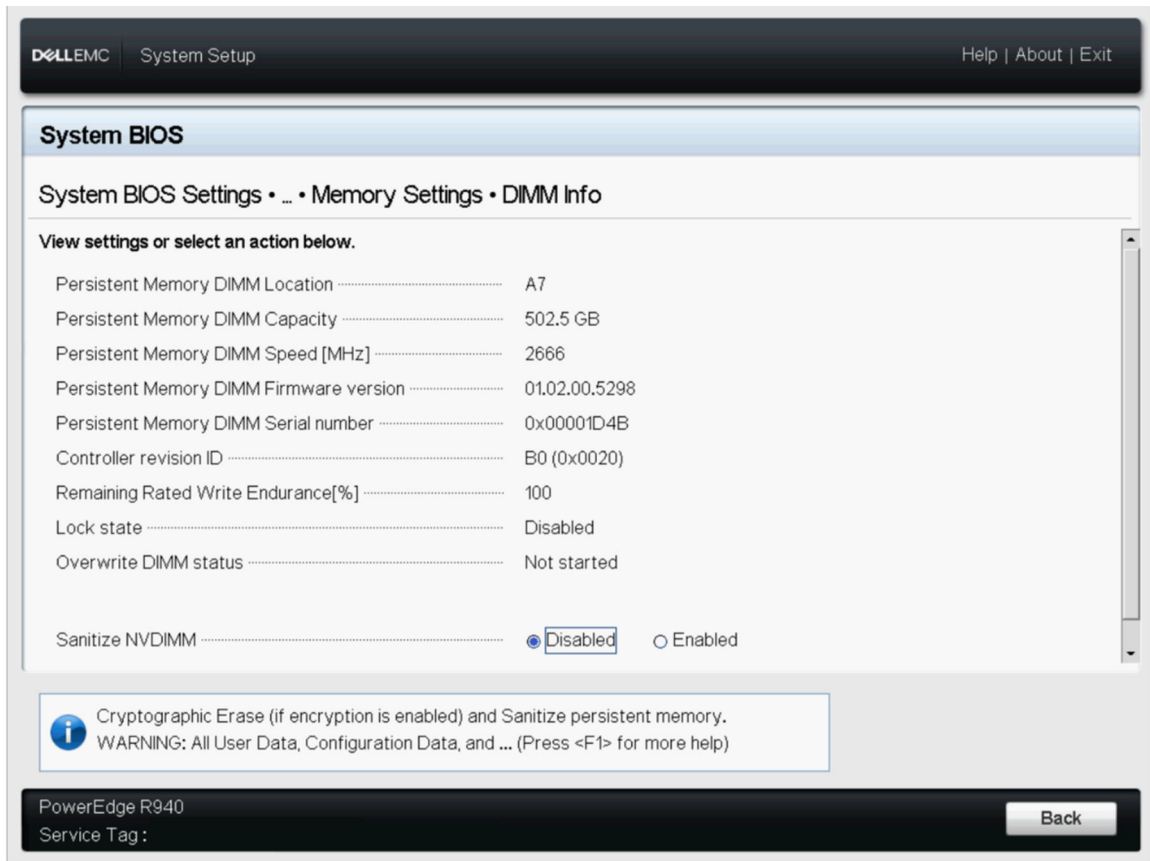 DELLEMC System Setup Help | About | Exit
System BIOS
System BIOS Settings • ... • Memory Settings • DIMM Info
View settings or select an action below.
Persistent Memory DIMM Location A7
Persistent Memory DIMM Capacity 502.5 GB
Persistent Memory DIMM Speed [MHz] 2666
Persistent Memory DIMM Firmware version 01.02.00.5298
Persistent Memory DIMM Serial number 0x00001D4B
Controller revision ID B0 (0x0020)
Remaining Rated Write Endurance[%] 100
Lock state Disabled
Overwrite DIMM status Not started
Sanitize NVDIMM Disabled Enabled
Cryptographic Erase (if encryption is enabled) and Sanitize persistent memory.
WARNING: All User Data, Configuration Data, and ... (Press <F1> for more help)
PowerEdge R940
Service Tag :
Back